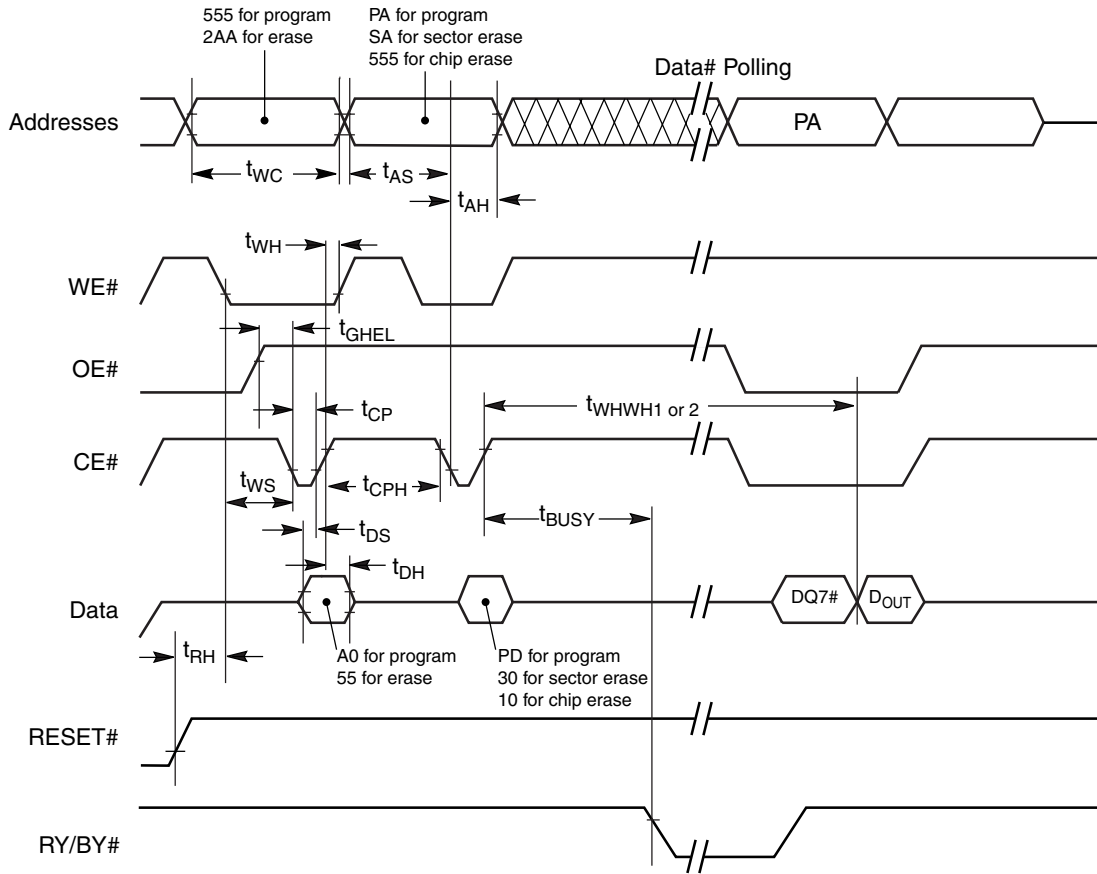 555 for program
2AA for erase
PA for program
SA for sector erase
555 for chip erase
Data# Polling
Addresses
PA
tWC
tAS
tAH
tWH
WE#
tGHEL
OE#
tWHWH1 or 2
tCP
CE#
tWS
tCPH
tBUSY
tDS
tDH
Data
DQ7#
DOUT
tRH
A0 for program
55 for erase
PD for program
30 for sector erase
10 for chip erase
RESET#
RY/BY#